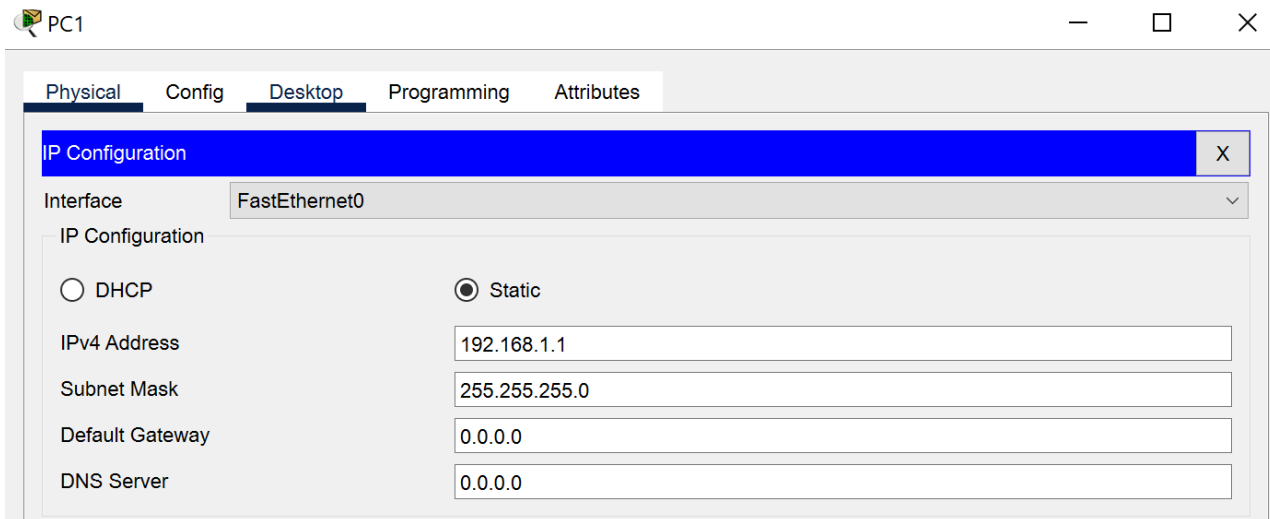 PC1
Physical Config Desktop Programming Attributes
IP Configuration X
Interface FastEthernet0
IP Configuration
DHCP Static
IPv4 Address 192.168.1.1
Subnet Mask 255.255.255.0
Default Gateway 0.0.0.0
DNS Server 0.0.0.0